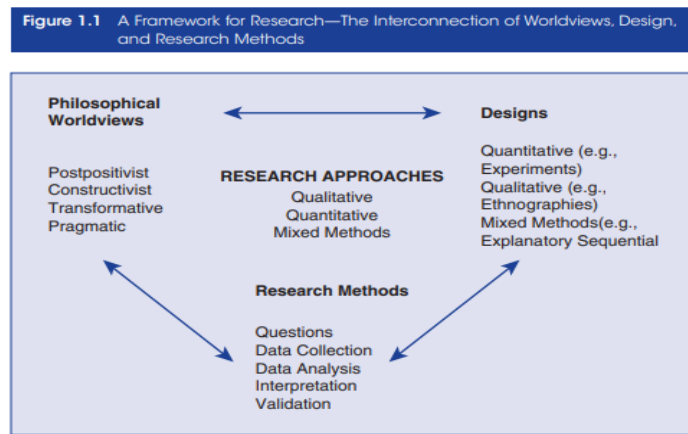 Figure 1.1 A Framework for Research—The Interconnection of Worldviews, Design,
and Research Methods
Philosophical
Worldviews
Postpositivist
Constructivist
Transformative
Pragmatic
RESEARCH APPROACHES
Qualitative
Quantitative
Mixed Methods
Designs
Quantitative (e.g.,
Experiments)
Qualitative (e.g.,
Ethnographies)
Mixed Methods(e.g.,
Explanatory Sequential
Research Methods
Questions
Data Collection
Data Analysis
Interpretation
Validation